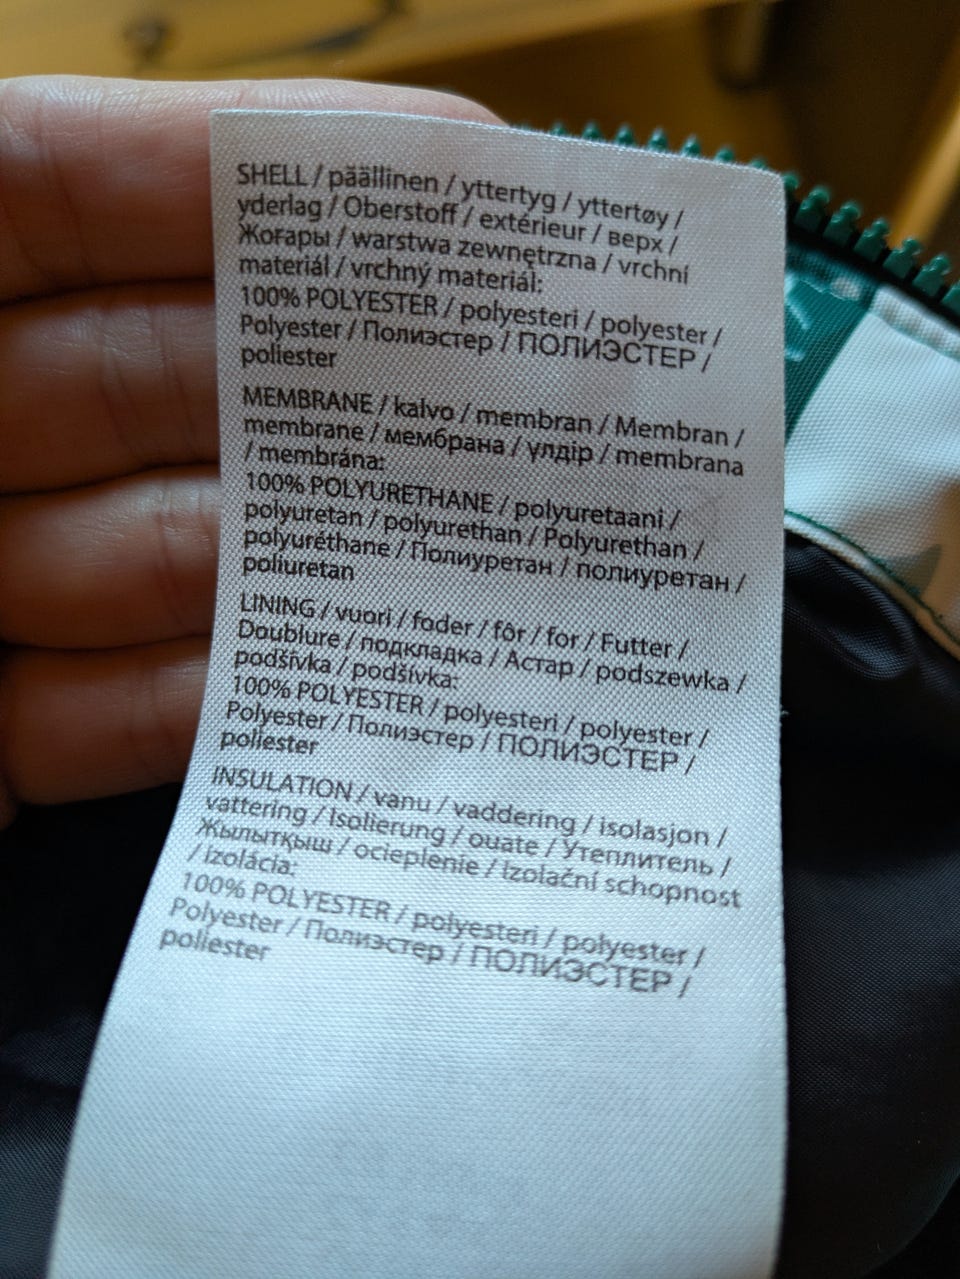 SHELL / päällinen / yttertyg / yttertøy /
yderlag / Oberstoff / extérieur / верх /
Жоғары / warstwa zewnętrzna / vrchní
materiál / vrchný materiál:
100% POLYESTER / polyesteri / polyester /
Polyester / Полиэстер / ПОЛИЭСТЕР /
poliester
MEMBRANE / kalvo / membran / Membran /
membrane / мембрана / үлдір / membrana
/ membrána:
100% POLYURETHANE / polyuretaani /
polyuretan / polyurethan / Polyurethan /
polyuréthane / Полиуретан / полиуретан /
poliuretan
LINING / vuori / foder / fôr / for / Futter /
Doublure / подкладка / Астар / podszewka /
podšívka / podšívka:
100% POLYESTER / polyesteri / polyester /
Polyester / Полиэстер / ПОЛИЭСТЕР /
poliester
INSULATION / vanu / vaddering / isolasjon /
vattering / Isolierung / ouate / Утеплитель /
Жылытқыш / ocieplenie / izolační schopnost
/ izolácia:
100% POLYESTER / polyesteri / polyester /
Polyester / Полиэстер / ПОЛИЭСТЕР /
poliester